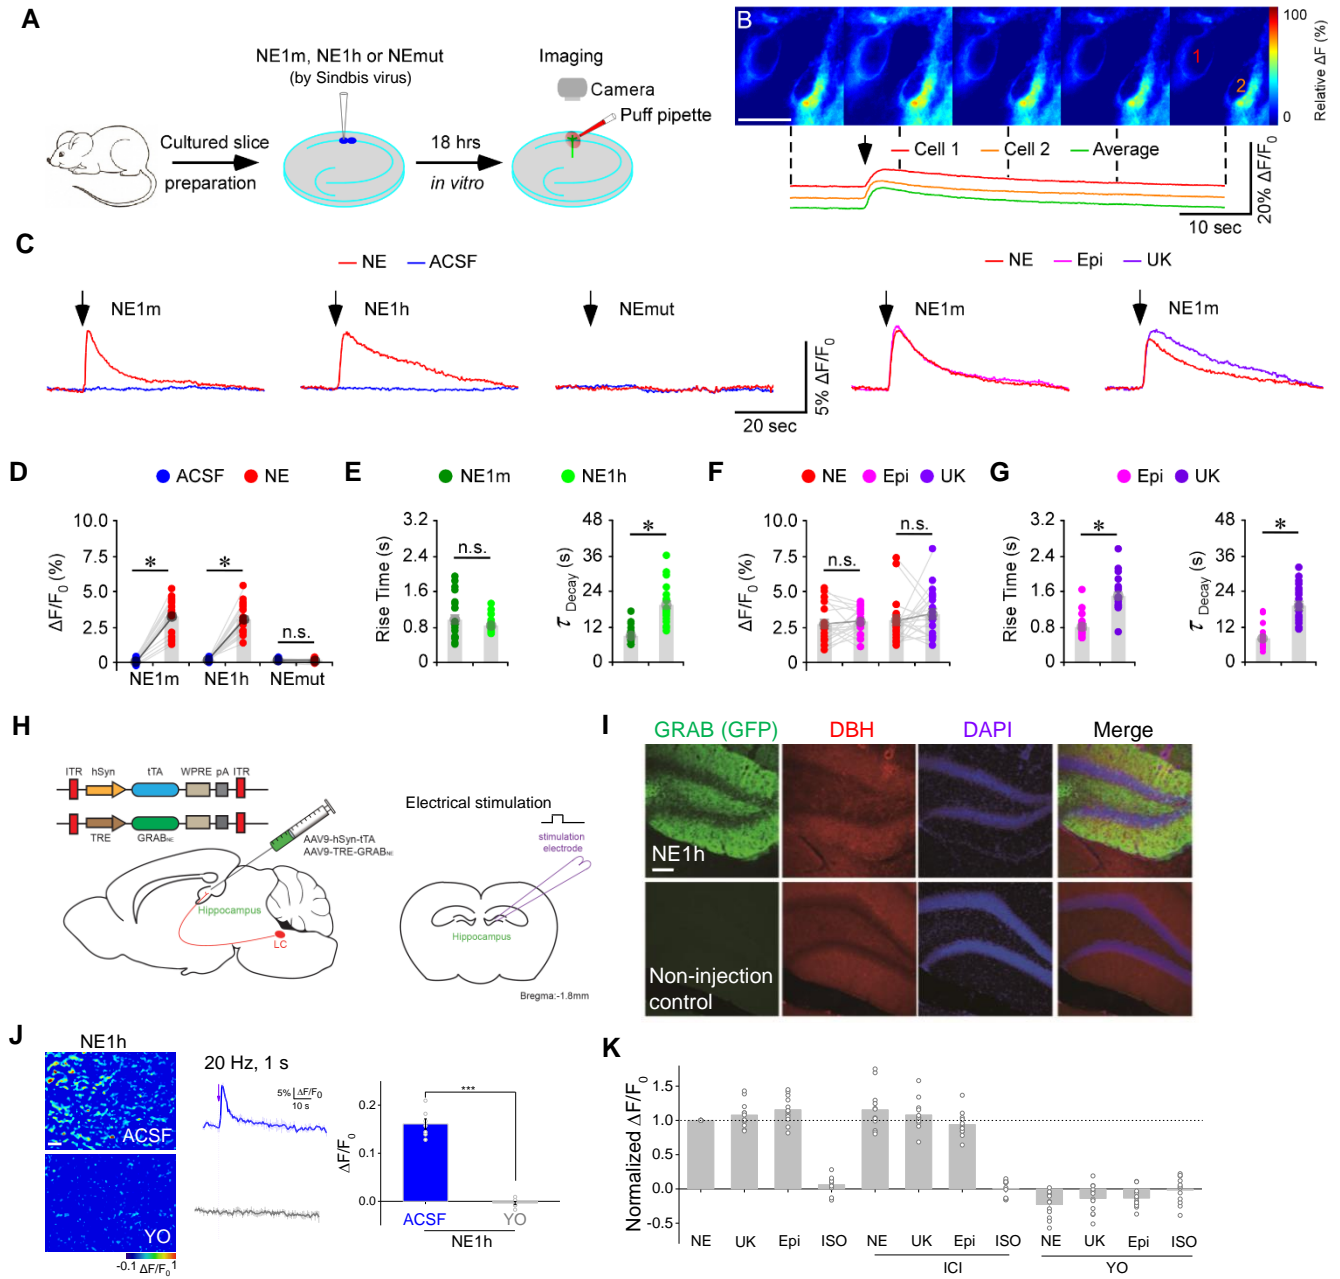 A
NE1m, NE1h or NEmut
(by Sindbis virus)
Imaging
Camera
Puff pipette
Cultured slice
preparation
18 hrs
in vitro
B
1
2
100
0
Relative ΔF (%)
Cell 1
Cell 2
Average
20% ΔF/F0
10 sec
C
NE
ACSF
NE
Epi
UK
NE1m
NE1h
NEmut
NE1m
NE1m
5% ΔF/F0
20 sec
D
ACSF
NE
ΔF/F0 (%)
10.0
7.5
5.0
2.5
0
*
*
n.s.
NE1m
NE1h
NEmut
E
NE1m
NE1h
Rise Time (s)
3.2
2.4
1.6
0.8
0
n.s.
τDecay (s)
48
36
24
12
0
*
F
NE
Epi
UK
ΔF/F0 (%)
10.0
7.5
5.0
2.5
0
n.s.
n.s.
G
Epi
UK
Rise Time (s)
3.2
2.4
1.6
0.8
0
*
τDecay (s)
48
36
24
12
0
*
H
ITR hSyn tTA WPRE pA ITR
TRE GRABNE
AAV9-hSyn-tTA
AAV9-TRE-GRABNE
Hippocampus
LC
Electrical stimulation
stimulation
electrode
Hippocampus
Bregma:-1.8mm
I
GRAB (GFP)
DBH
DAPI
Merge
NE1h
Non-injection
control
J
NE1h
ACSF
YO
-0.1 ΔF/F0 1
20 Hz, 1 s
5% ΔF/F0
10 s
ΔF/F0
0.2
0.1
0.0
***
ACSF
YO
NE1h
K
Normalized ΔF/F0
1.5
1.0
0.5
0.0
-0.5
NE UK Epi ISO NE UK Epi ISO NE UK Epi ISO
ICI
YO